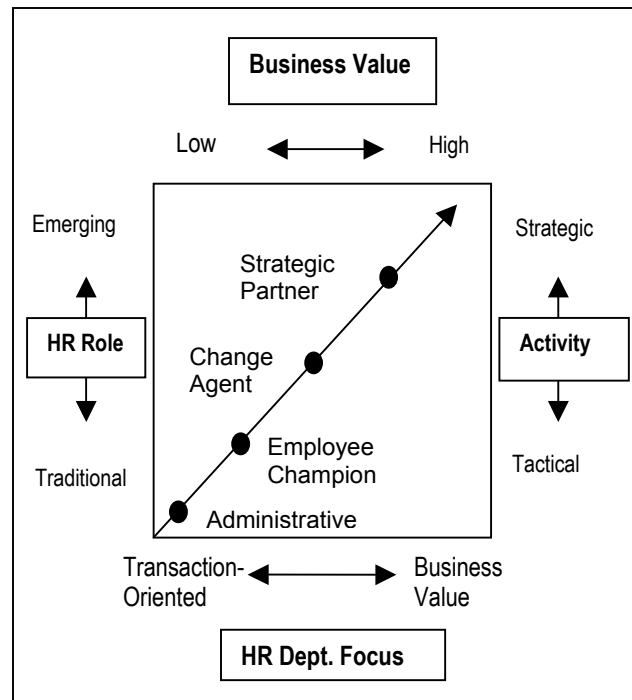 Business Value
Low
High
Emerging
Strategic
Strategic
Partner
HR Role
Activity
Change
Agent
Traditional
Employee
Champion
Tactical
Administrative
Transaction-
Oriented
Business
Value
HR Dept. Focus